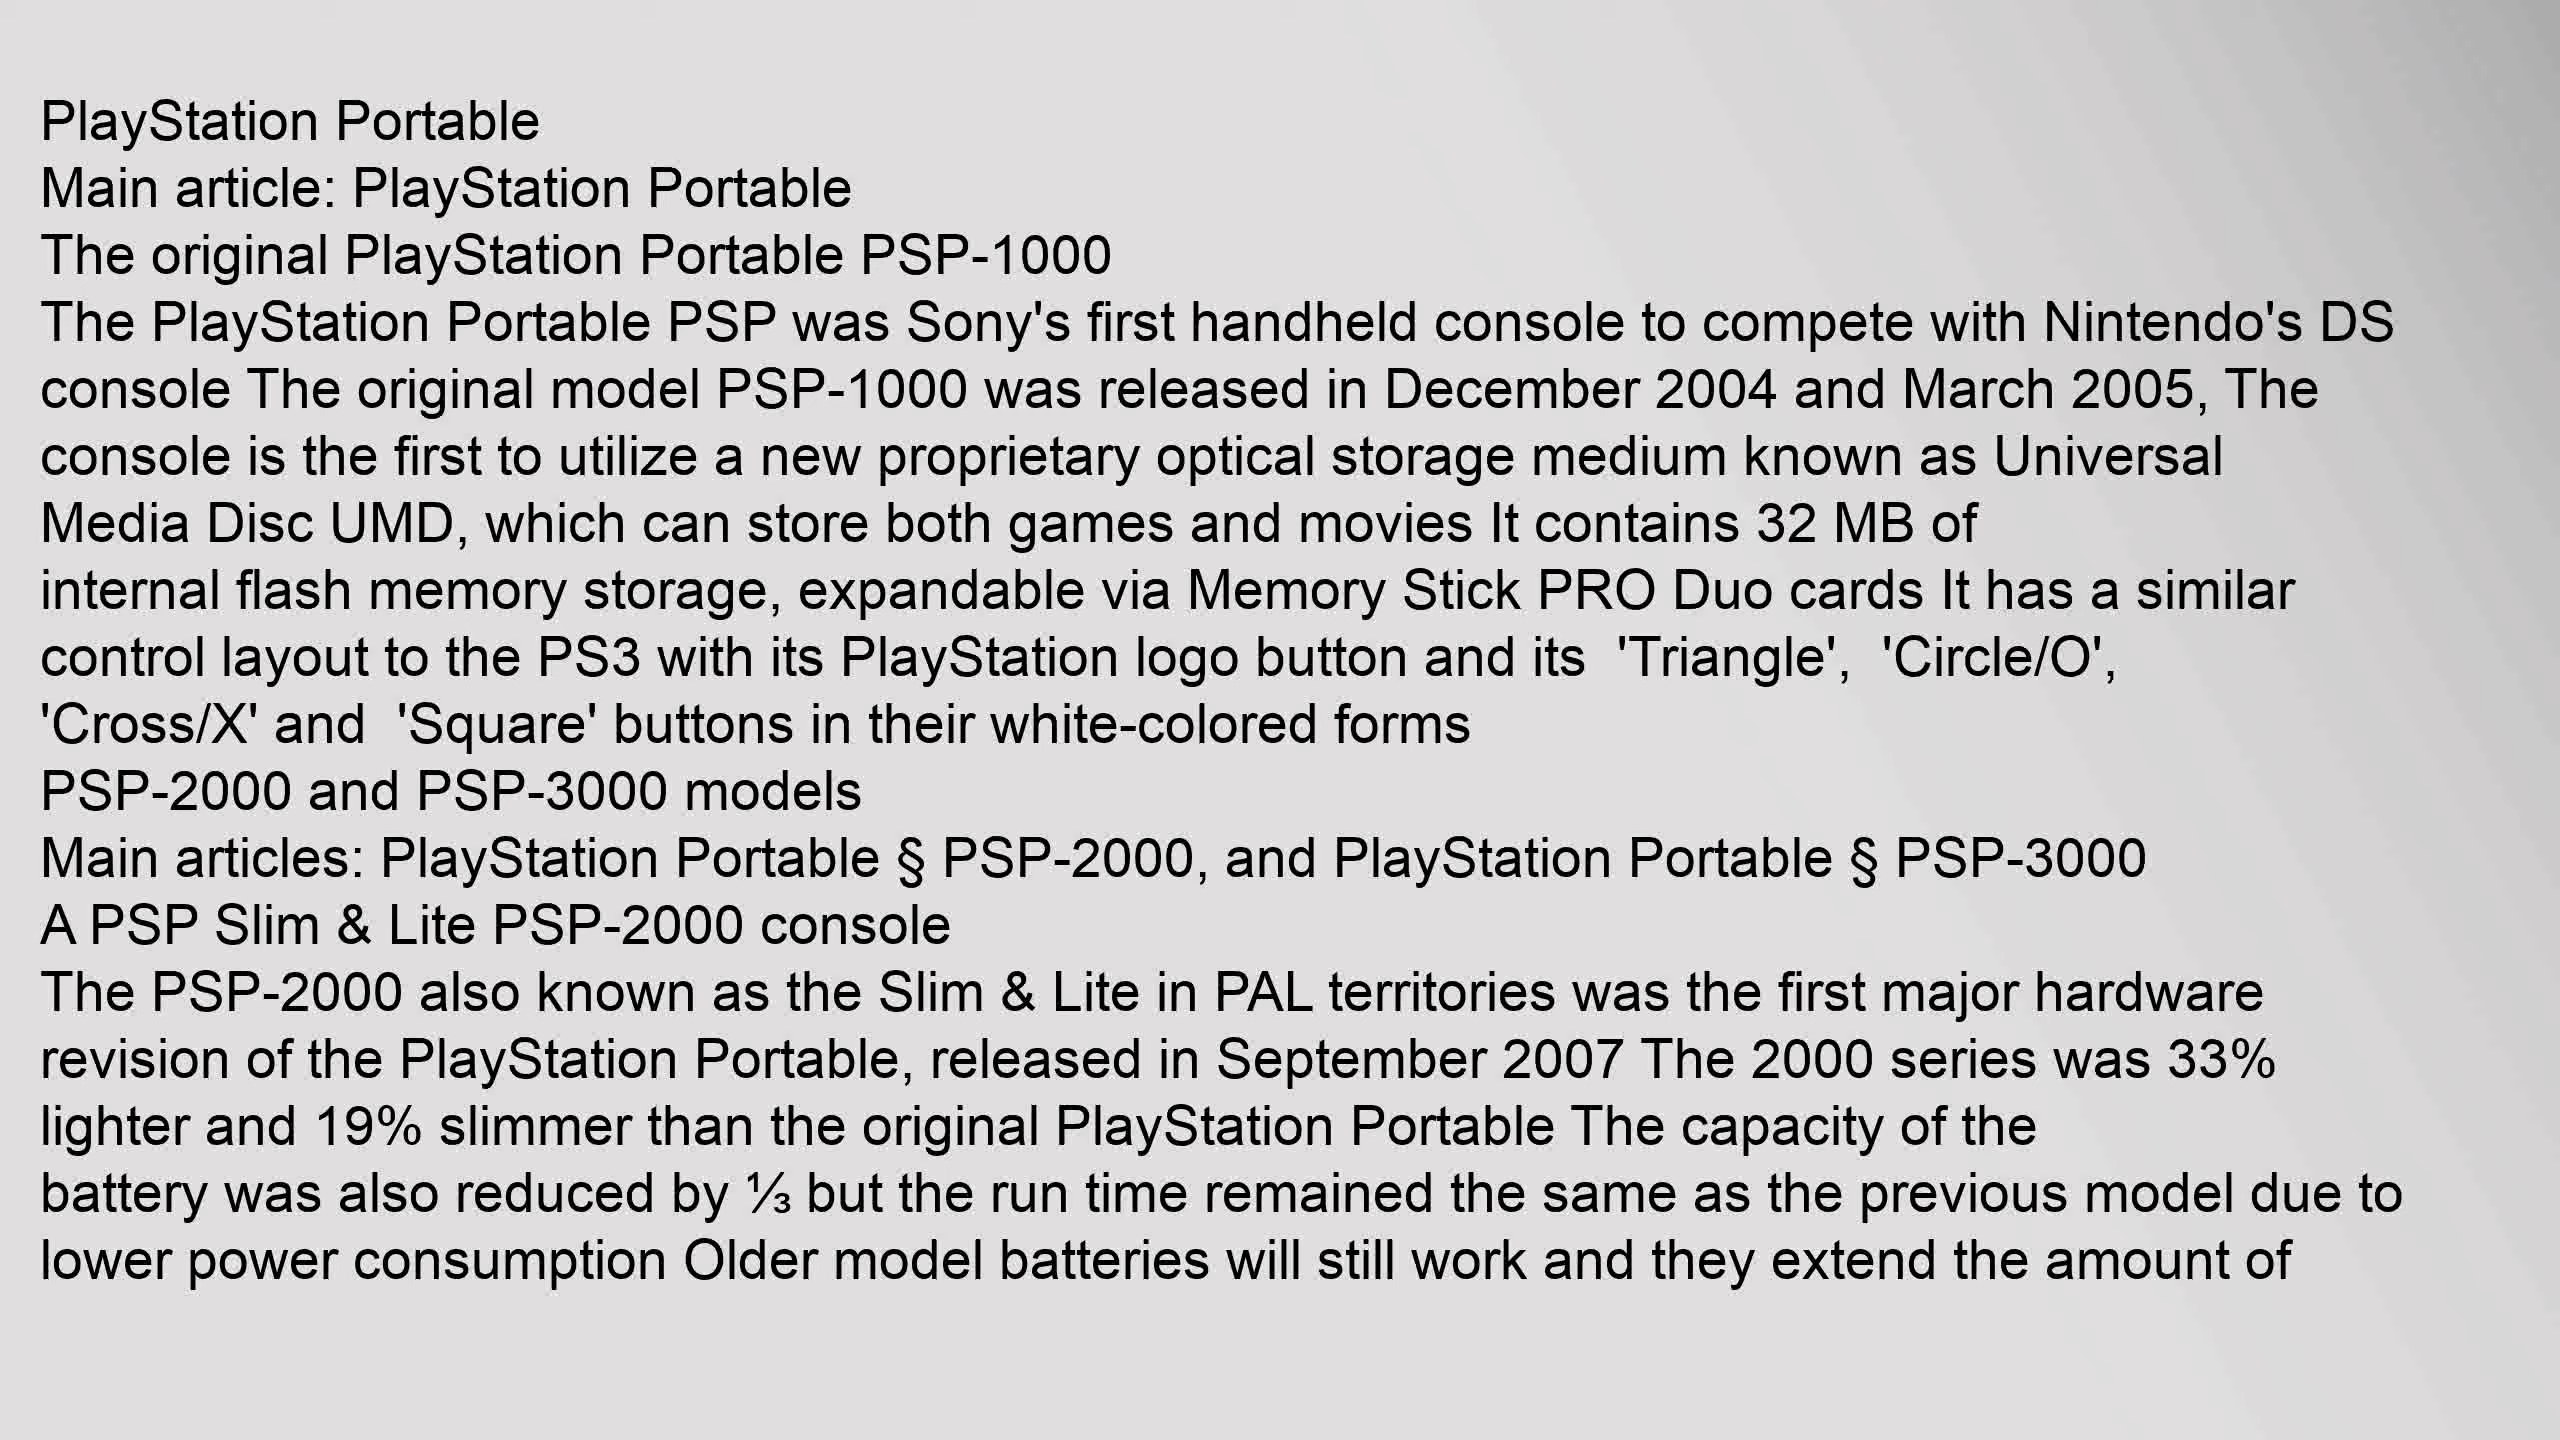 PlayStation Portable
Main article: PlayStation Portable
The original PlayStation Portable PSP-1000
The PlayStation Portable PSP was Sony's first handheld console to compete with Nintendo's DS
console The original model PSP-1000 was released in December 2004 and March 2005, The
console is the first to utilize a new proprietary optical storage medium known as Universal
Media Disc UMD, which can store both games and movies It contains 32 MB of
internal flash memory storage, expandable via Memory Stick PRO Duo cards It has a similar
control layout to the PS3 with its PlayStation logo button and its  'Triangle',  'Circle/O',
'Cross/X' and  'Square' buttons in their white-colored forms
PSP-2000 and PSP-3000 models
Main articles: PlayStation Portable § PSP-2000, and PlayStation Portable § PSP-3000
A PSP Slim & Lite PSP-2000 console
The PSP-2000 also known as the Slim & Lite in PAL territories was the first major hardware
revision of the PlayStation Portable, released in September 2007 The 2000 series was 33%
lighter and 19% slimmer than the original PlayStation Portable The capacity of the
battery was also reduced by ⅓ but the run time remained the same as the previous model due to
lower power consumption Older model batteries will still work and they extend the amount of